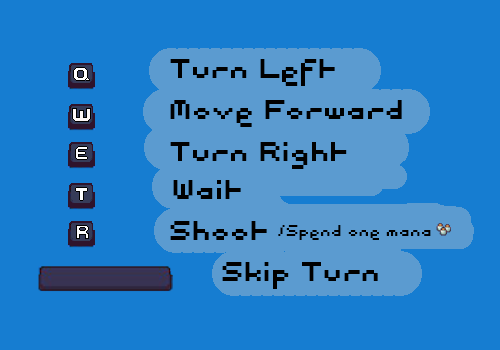 Q Turn Left
W Move Forward
E Turn Right
T Wait
R Shoot /Spend one mana
Skip Turn